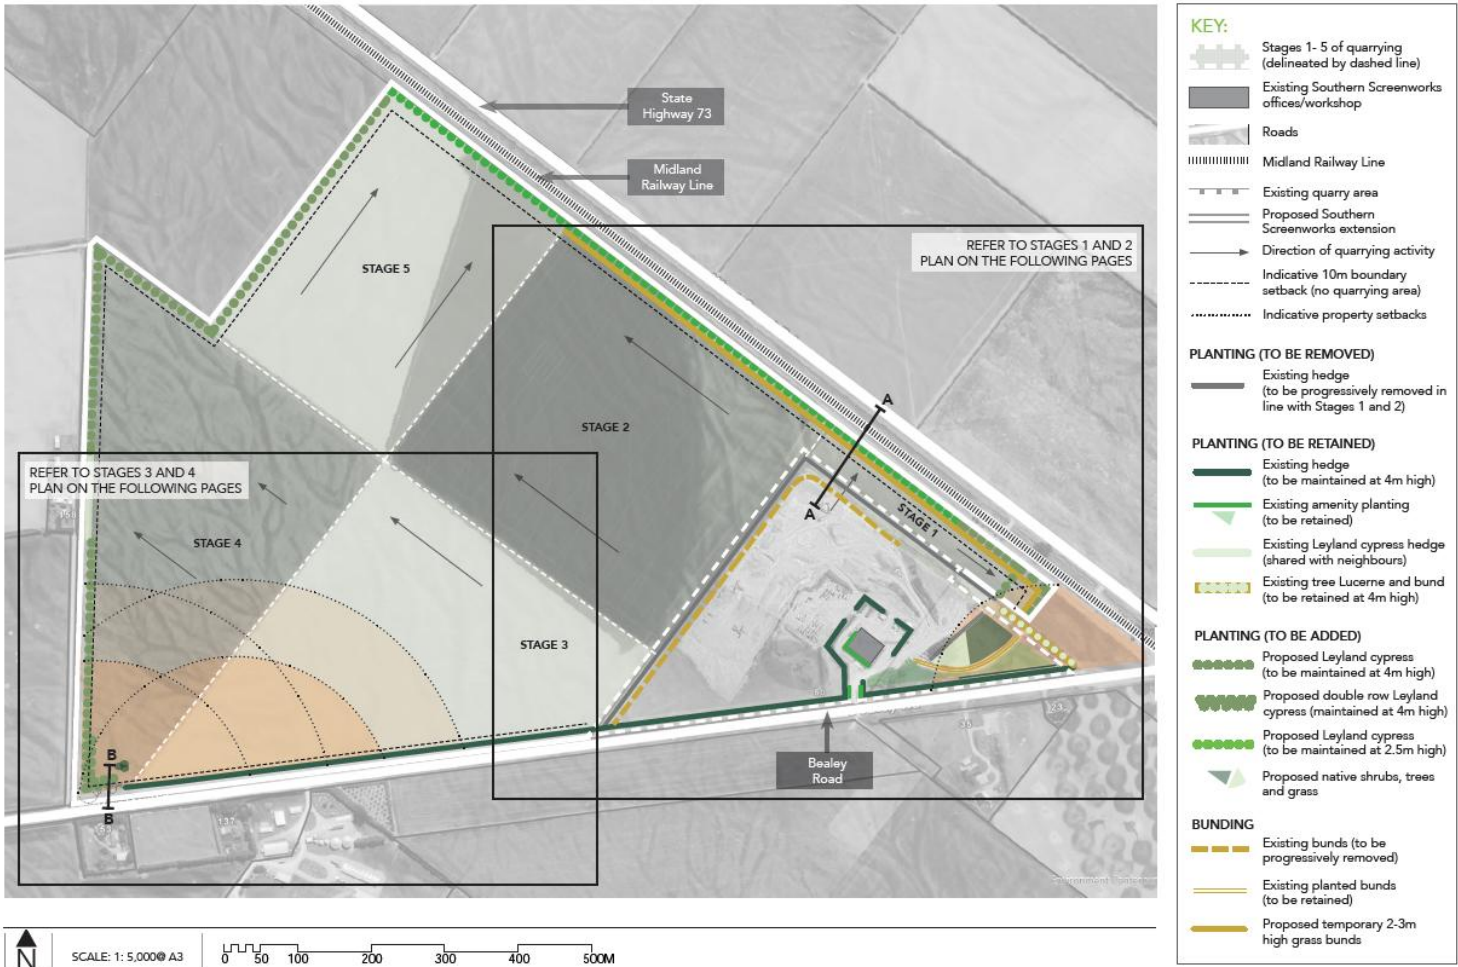 State
Highway 73
Midland
Railway Line
REFER TO STAGES 1 AND 2
PLAN ON THE FOLLOWING PAGES
STAGE 5
STAGE 2
A
A
STAGE 1
REFER TO STAGES 3 AND 4
PLAN ON THE FOLLOWING PAGES
STAGE 4
STAGE 3
B
B
137
35
Bealey
Road
N
SCALE: 1: 5,000@ A3
0 50 100 200 300 400 500M
KEY:
Stages 1- 5 of quarrying
(delineated by dashed line)
Existing Southern Screenworks
offices/workshop
Roads
Midland Railway Line
Existing quarry area
Proposed Southern
Screenworks extension
Direction of quarrying activity
Indicative 10m boundary
setback (no quarrying area)
Indicative property setbacks
PLANTING (TO BE REMOVED)
Existing hedge
(to be progressively removed in
line with Stages 1 and 2)
PLANTING (TO BE RETAINED)
Existing hedge
(to be maintained at 4m high)
Existing amenity planting
(to be retained)
Existing Leyland cypress hedge
(shared with neighbours)
Existing tree Lucerne and bund
(to be retained at 4m high)
PLANTING (TO BE ADDED)
Proposed Leyland cypress
(to be maintained at 4m high)
Proposed double row Leyland
cypress (maintained at 4m high)
Proposed Leyland cypress
(to be maintained at 2.5m high)
Proposed native shrubs, trees
and grass
BUNDING
Existing bunds (to be
progressively removed)
Existing planted bunds
(to be retained)
Proposed temporary 2-3m
high grass bunds